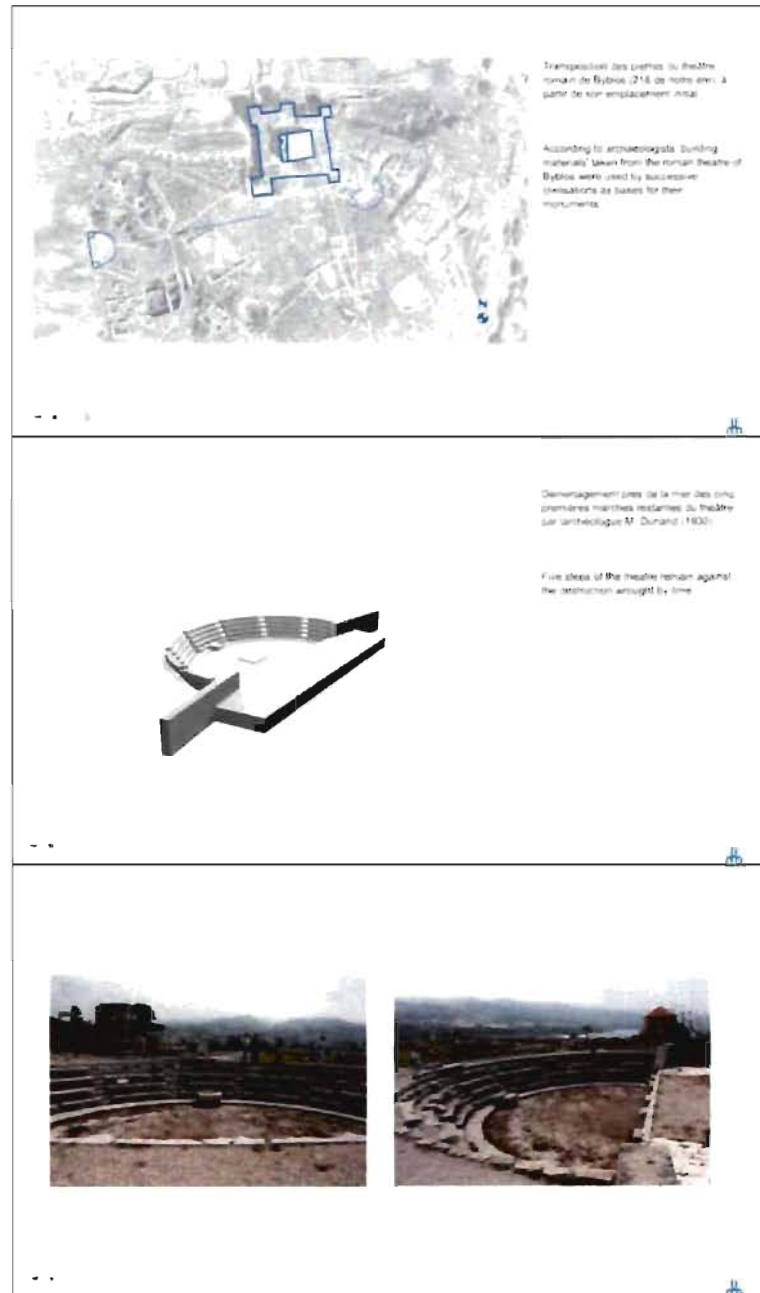 Transposition des pierres du théâtre
romain de Byblos (218 de notre ère), à
partir de son emplacement initial
According to archaeologists 'building
materials' taken from the roman theatre of
Byblos were used by successive
civilisations as bases for their
monuments
Déménagement près de la mer des cinq
premières marches restantes du théâtre
par l'archéologue M. Dunand (1930)
Five steps of the theatre remain against
the destruction wrought by time